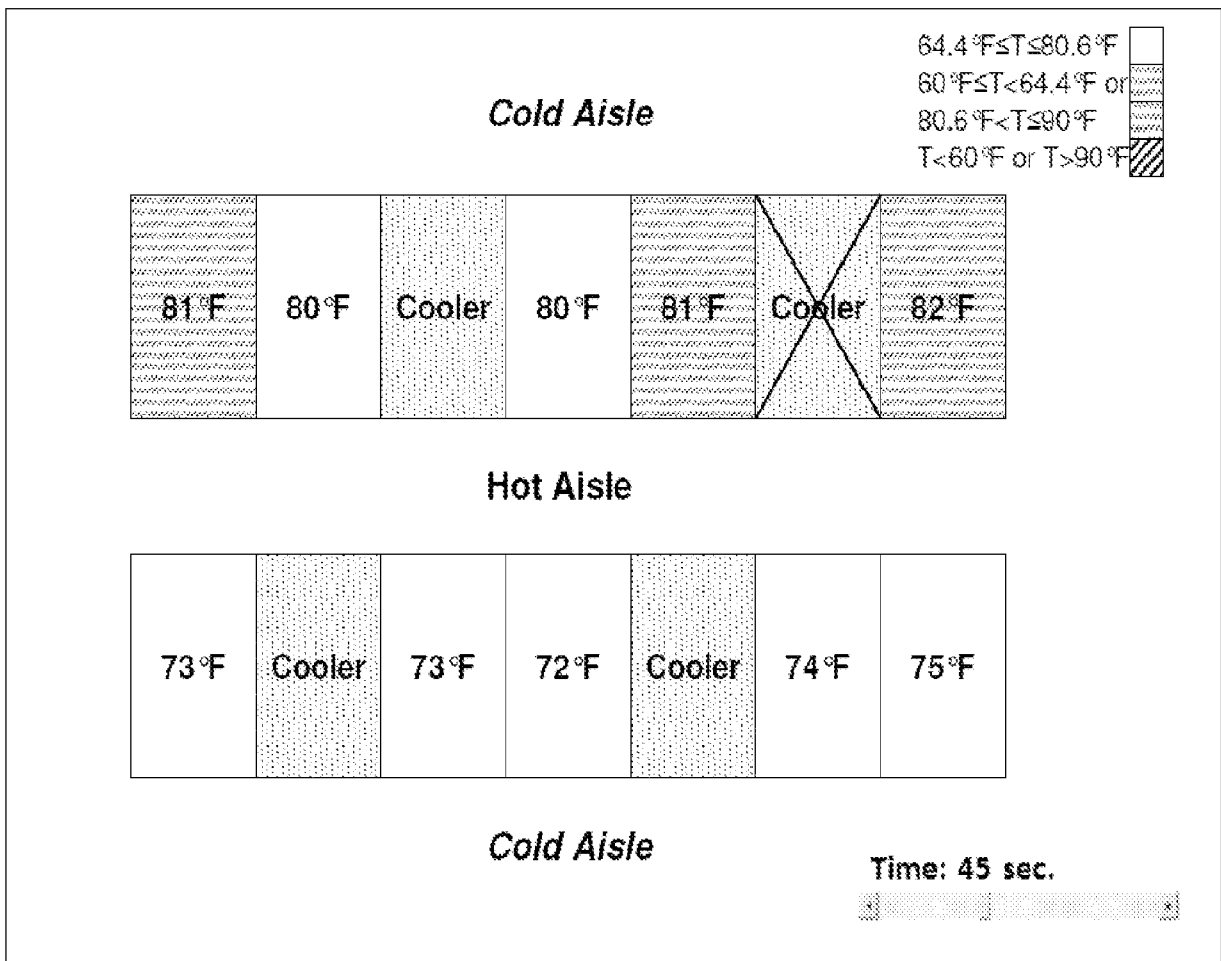 64.4°F≤T≤80.6°F
60°F≤T<64.4°F or
80.6°F<T≤90°F
T<60°F or T>90°F
Cold Aisle
81°F 80°F Cooler 80°F 81°F Cooler 82°F
Hot Aisle
73°F Cooler 73°F 72°F Cooler 74°F 75°F
Cold Aisle
Time: 45 sec.